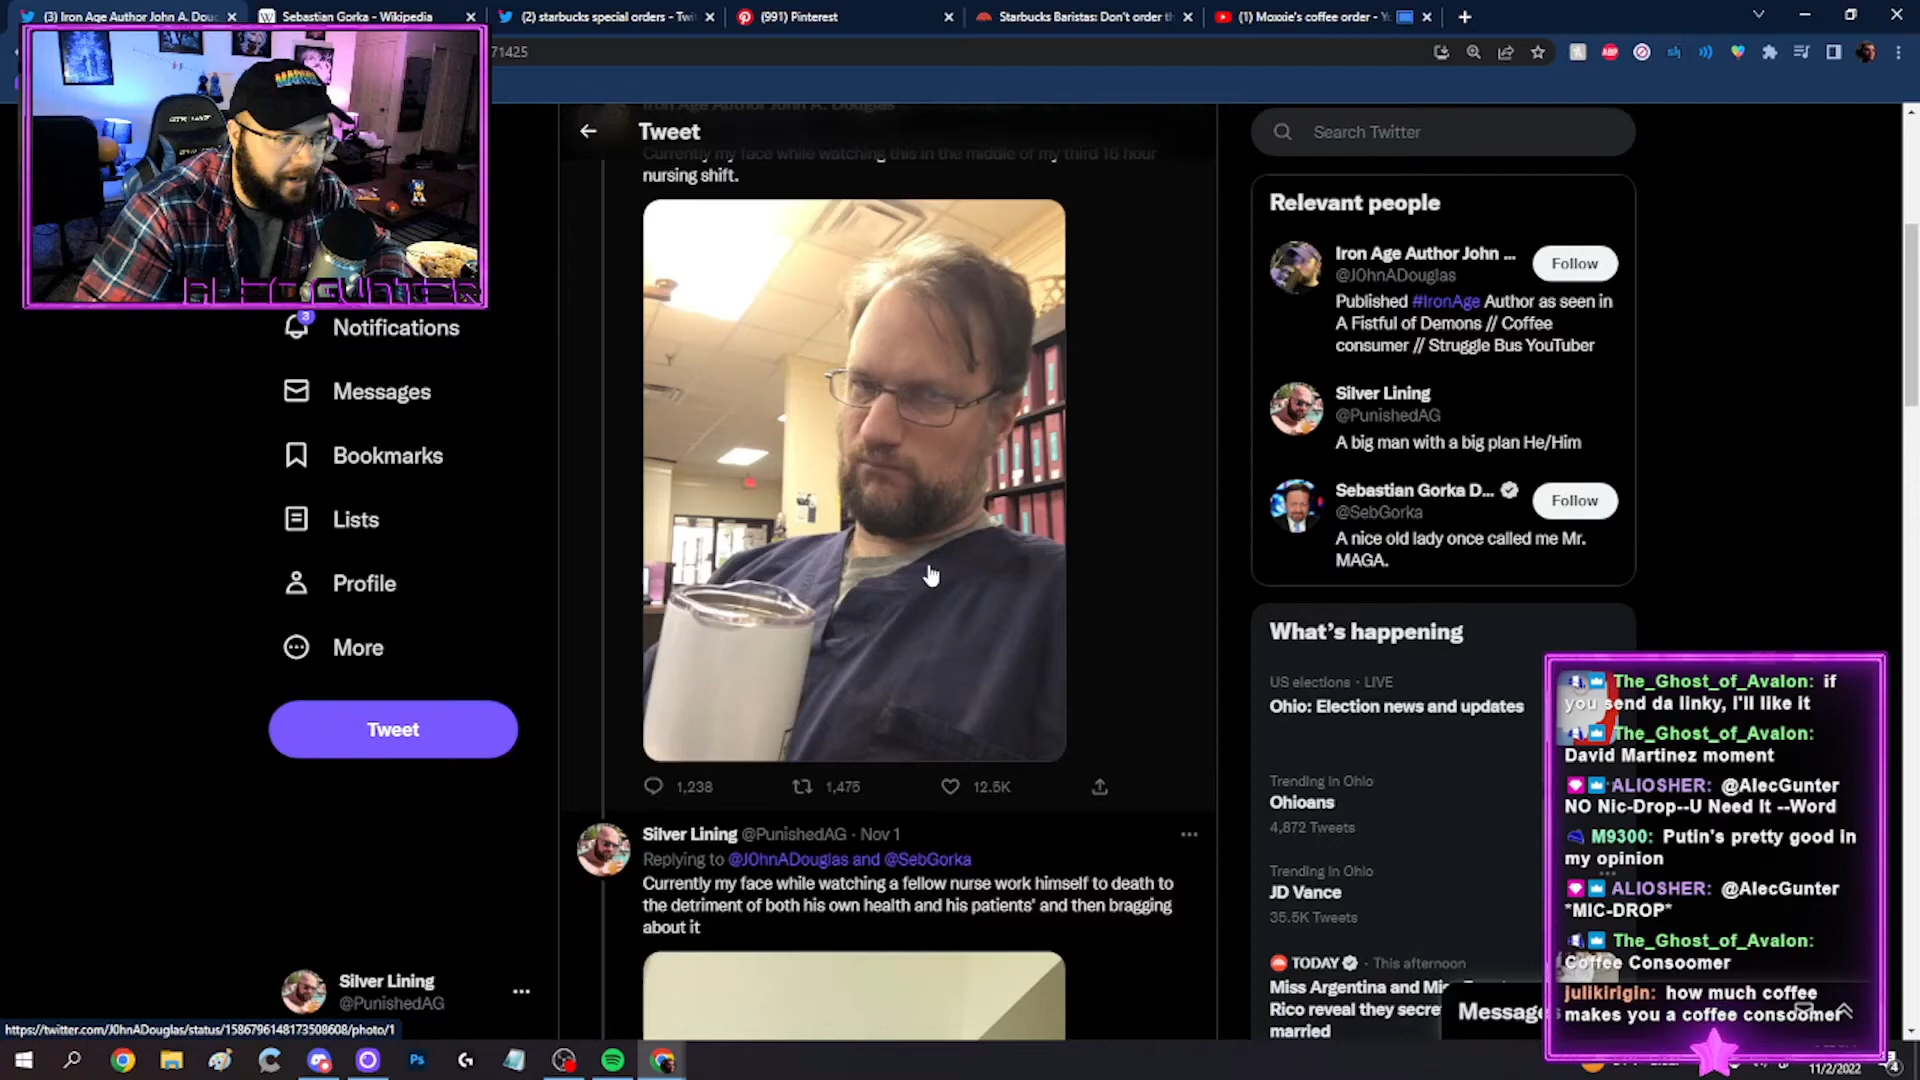 (3) Iron Age Author John A. Douc
Sebastian Gorka - Wikipedia
(2) starbucks special orders - Twi
(991) Pinterest
Starbucks Baristas: Don't order th
(1) Moxxie's coffee order - Yo
71425
Iron Age Author John A. Douglas
Tweet
Currently my face while watching this in the middle of my third 16 hour
nursing shift.
1,238
1,475
12.5K
Silver Lining @PunishedAG · Nov 1
Replying to @J0hnADouglas and @SebGorka
Currently my face while watching a fellow nurse work himself to death to
the detriment of both his own health and his patients' and then bragging
about it
ALEC GUNTER
3
Notifications
Messages
Bookmarks
Lists
Profile
More
Tweet
Silver Lining
@PunishedAG
https://twitter.com/J0hnADouglas/status/1586796148173508608/photo/1
Search Twitter
Relevant people
Iron Age Author John ...
@J0hnADouglas
Follow
Published #IronAge Author as seen in
A Fistful of Demons // Coffee
consumer // Struggle Bus YouTuber
Silver Lining
@PunishedAG
A big man with a big plan He/Him
Sebastian Gorka D...
@SebGorka
Follow
A nice old lady once called me Mr.
MAGA.
What's happening
US elections · LIVE
Ohio: Election news and updates
Trending in Ohio
Ohioans
4,872 Tweets
Trending in Ohio
JD Vance
35.5K Tweets
TODAY · This afternoon
Miss Argentina and Mis
Rico reveal they secre
married
Message
The_Ghost_of_Avalon: if
you send da linky, I'll like it
The_Ghost_of_Avalon:
David Martinez moment
ALIOSHER: @AlecGunter
NO Nic-Drop--U Need It --Word
M9300: Putin's pretty good in
my opinion
ALIOSHER: @AlecGunter
*MIC-DROP*
The_Ghost_of_Avalon:
Coffee Consoomer
julikirigin: how much coffee
makes you a coffee consoomer
Ps
11/2/2022
4